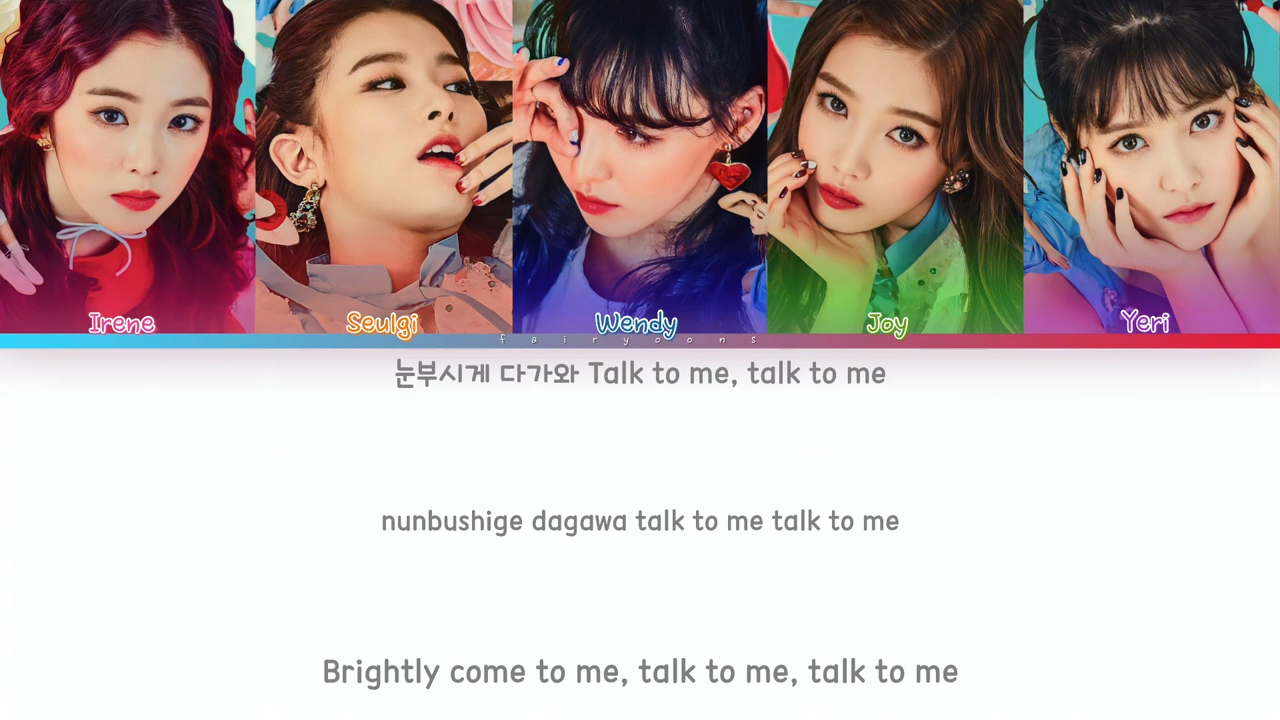 Irene Seulgi Wendy Joy Yeri
fairyoons
눈부시게 다가와 Talk to me, talk to me
nunbushige dagawa talk to me talk to me
Brightly come to me, talk to me, talk to me